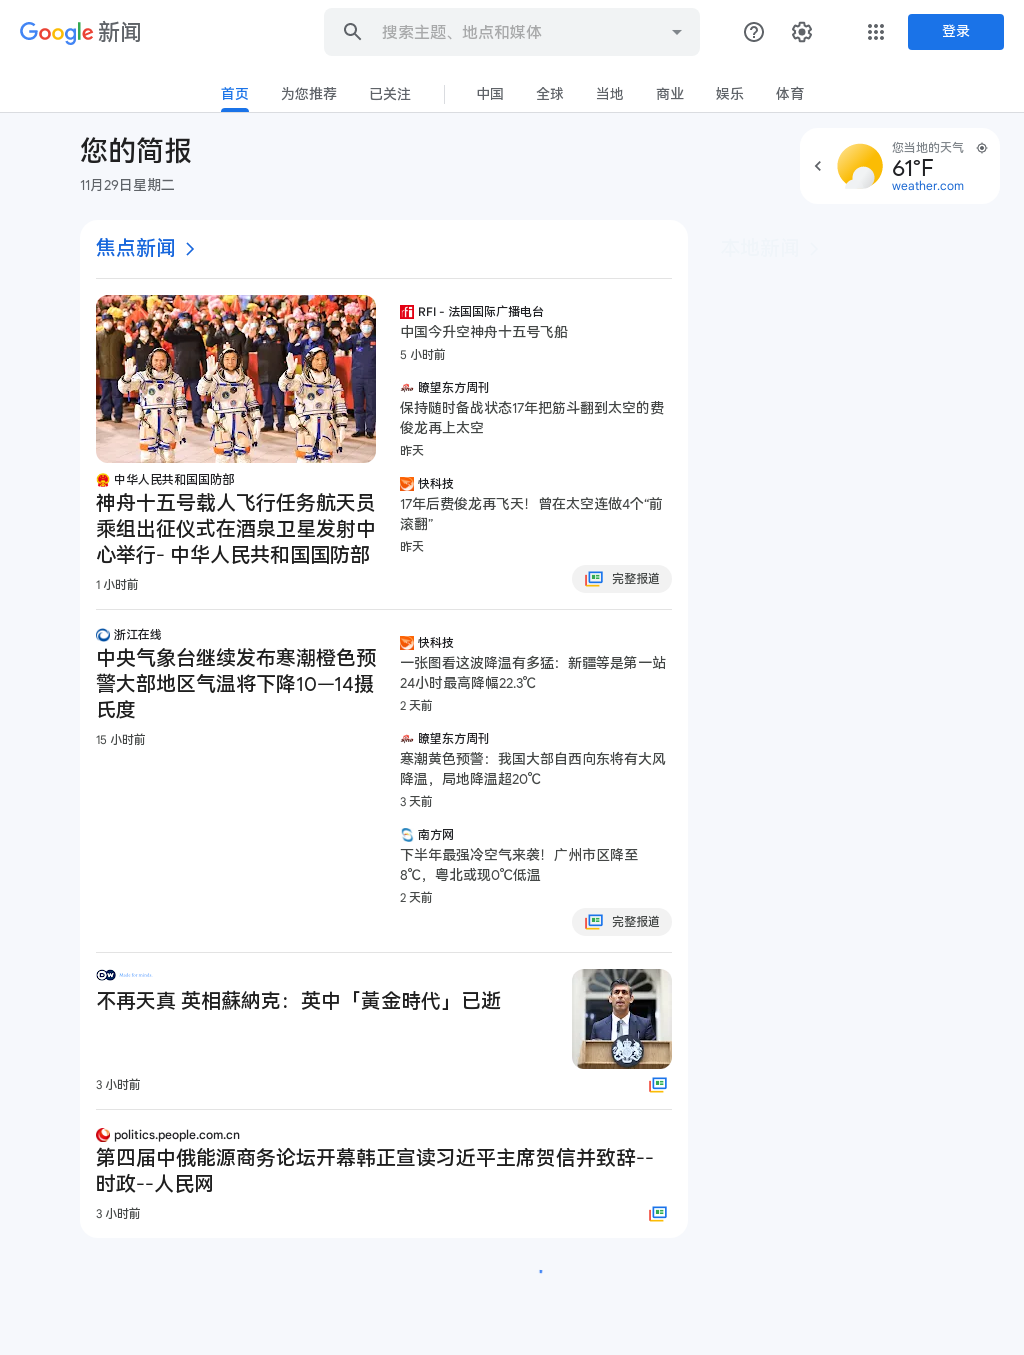 Google 新闻
搜索主题、地点和媒体
登录
首页
为您推荐
已关注
中国
全球
当地
商业
娱乐
体育
您的简报
11月29日星期二
您当地的天气
61°F
weather.com
焦点新闻
本地新闻
中华人民共和国国防部
神舟十五号载人飞行任务航天员
乘组出征仪式在酒泉卫星发射中
心举行- 中华人民共和国国防部
1 小时前
RFI - 法国国际广播电台
中国今升空神舟十五号飞船
5 小时前
瞭望东方周刊
保持随时备战状态17年把筋斗翻到太空的费
俊龙再上太空
昨天
快科技
17年后费俊龙再飞天！曾在太空连做4个“前
滚翻”
昨天
完整报道
浙江在线
中央气象台继续发布寒潮橙色预
警大部地区气温将下降10—14摄
氏度
15 小时前
快科技
一张图看这波降温有多猛：新疆等是第一站
24小时最高降幅22.3℃
2 天前
瞭望东方周刊
寒潮黄色预警：我国大部自西向东将有大风
降温，局地降温超20℃
3 天前
南方网
下半年最强冷空气来袭！广州市区降至
8℃，粤北或现0℃低温
2 天前
完整报道
DW Made for minds
不再天真 英相蘇納克：英中「黃金時代」已逝
3 小时前
politics.people.com.cn
第四届中俄能源商务论坛开幕韩正宣读习近平主席贺信并致辞--
时政--人民网
3 小时前